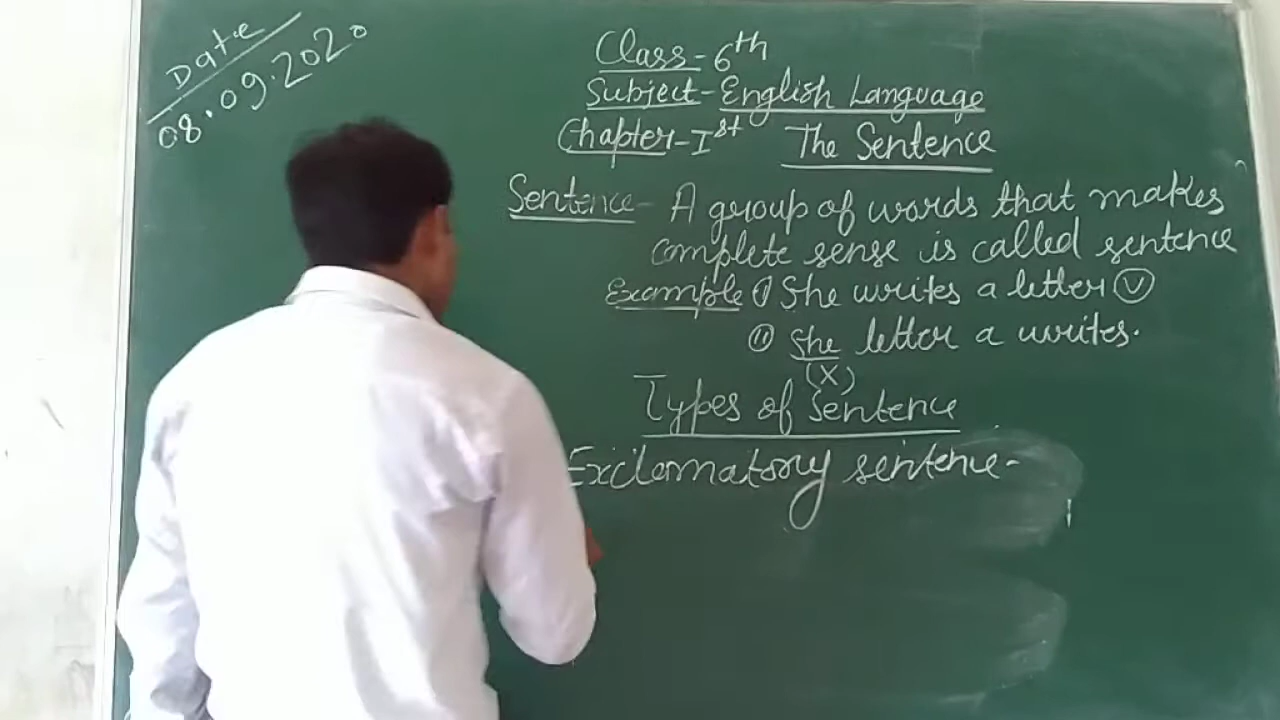 Date
08.09.2020
Class-6th
Subject-English Language
Chapter-Ist The Sentence
Sentence- A group of words that makes
complete sense is called sentence
Example (I) She writes a letter (V)
(II) She letter a writes.
(X)
Types of Sentence
Exclamatory sentence-